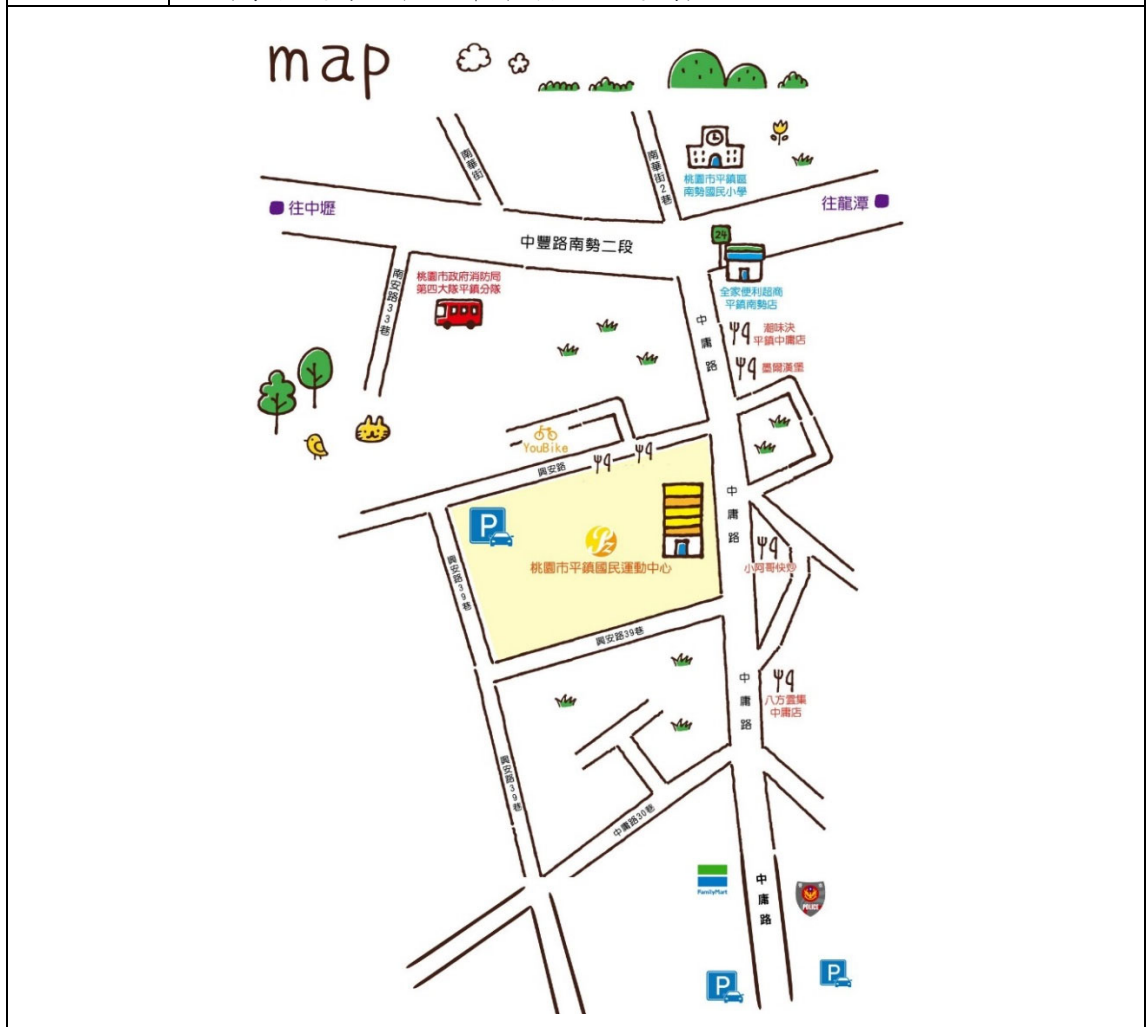 map
南華街
南華街2巷
桃園市平鎮區
南勢國民小學
往中壢
往龍潭
中豐路南勢二段
24
南安路33巷
桃園市政府消防局
第四大隊平鎮分隊
全家便利超商
平鎮南勢店
中庸路
潮味決
平鎮中庸店
墨爾漢堡
YouBike
興安路
P
中庸路
桃園市平鎮國民運動中心
小阿哥快炒
興安路39巷
興安路39巷
中庸路
八方雲集
中庸店
興安路39巷
中庸路30巷
FamilyMart
中庸路
POLICE
P
P